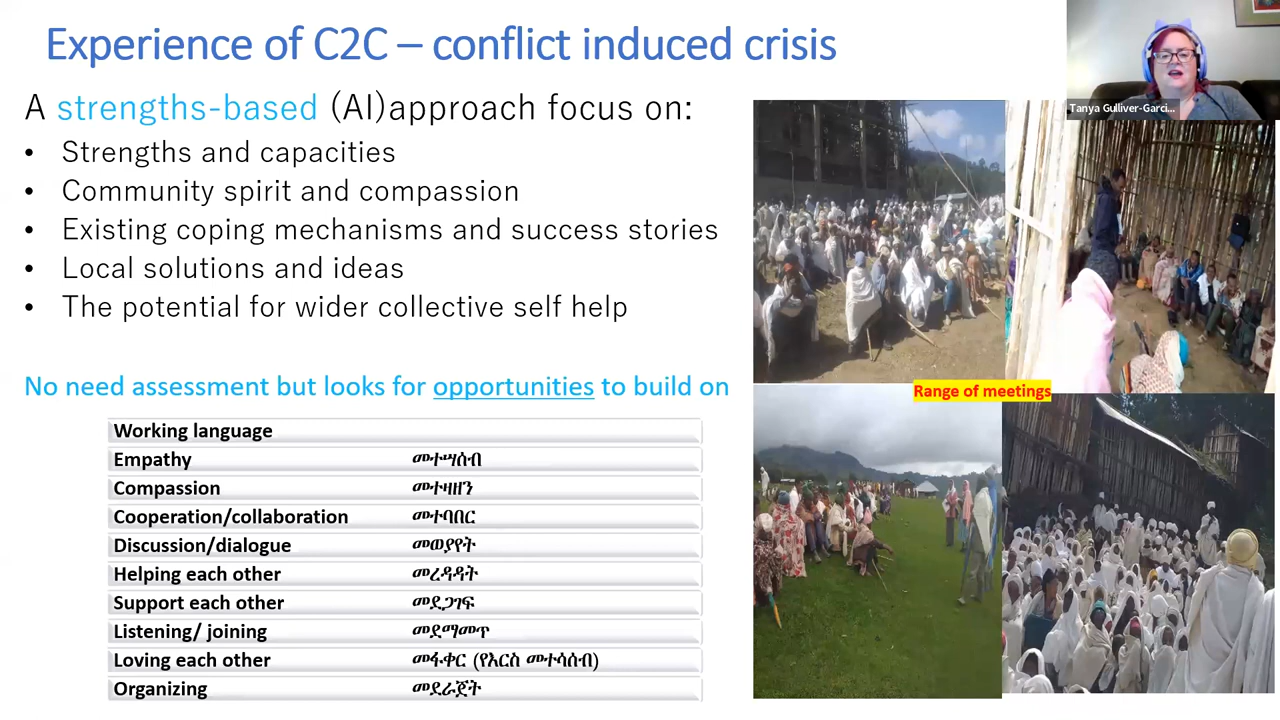 Experience of C2C – conflict induced crisis
Tanya Gulliver-Garci...
A strengths-based (AI)approach focus on:
• Strengths and capacities
• Community spirit and compassion
• Existing coping mechanisms and success stories
• Local solutions and ideas
• The potential for wider collective self help
No need assessment but looks for opportunities to build on
Range of meetings
Working language
Empathy መተሣሰብ
Compassion መተዛዘን
Cooperation/collaboration መተባበር
Discussion/dialogue መወያየት
Helping each other መረዳዳት
Support each other መደጋገፍ
Listening/ joining መደማመጥ
Loving each other መፋቀር (የእርስ መተሳሰብ)
Organizing መደራጀት